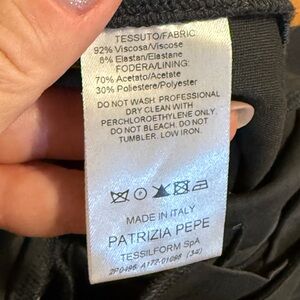 TESSUTO/FABRIC
92% Viscosa/Viscose
8% Elastan/Elastane
FODERA/LINING:
70% Acetato/Acetate
30% Poliestere/Polyester
DO NOT WASH. PROFESSIONAL
DRY CLEAN WITH
PERCHLOROETHYLENE ONLY.
DO NOT BLEACH. DO NOT
TUMBLER. LOW IRON.
MADE IN ITALY
PATRIZIA PEPE
TESSILFORM SpA
(34)